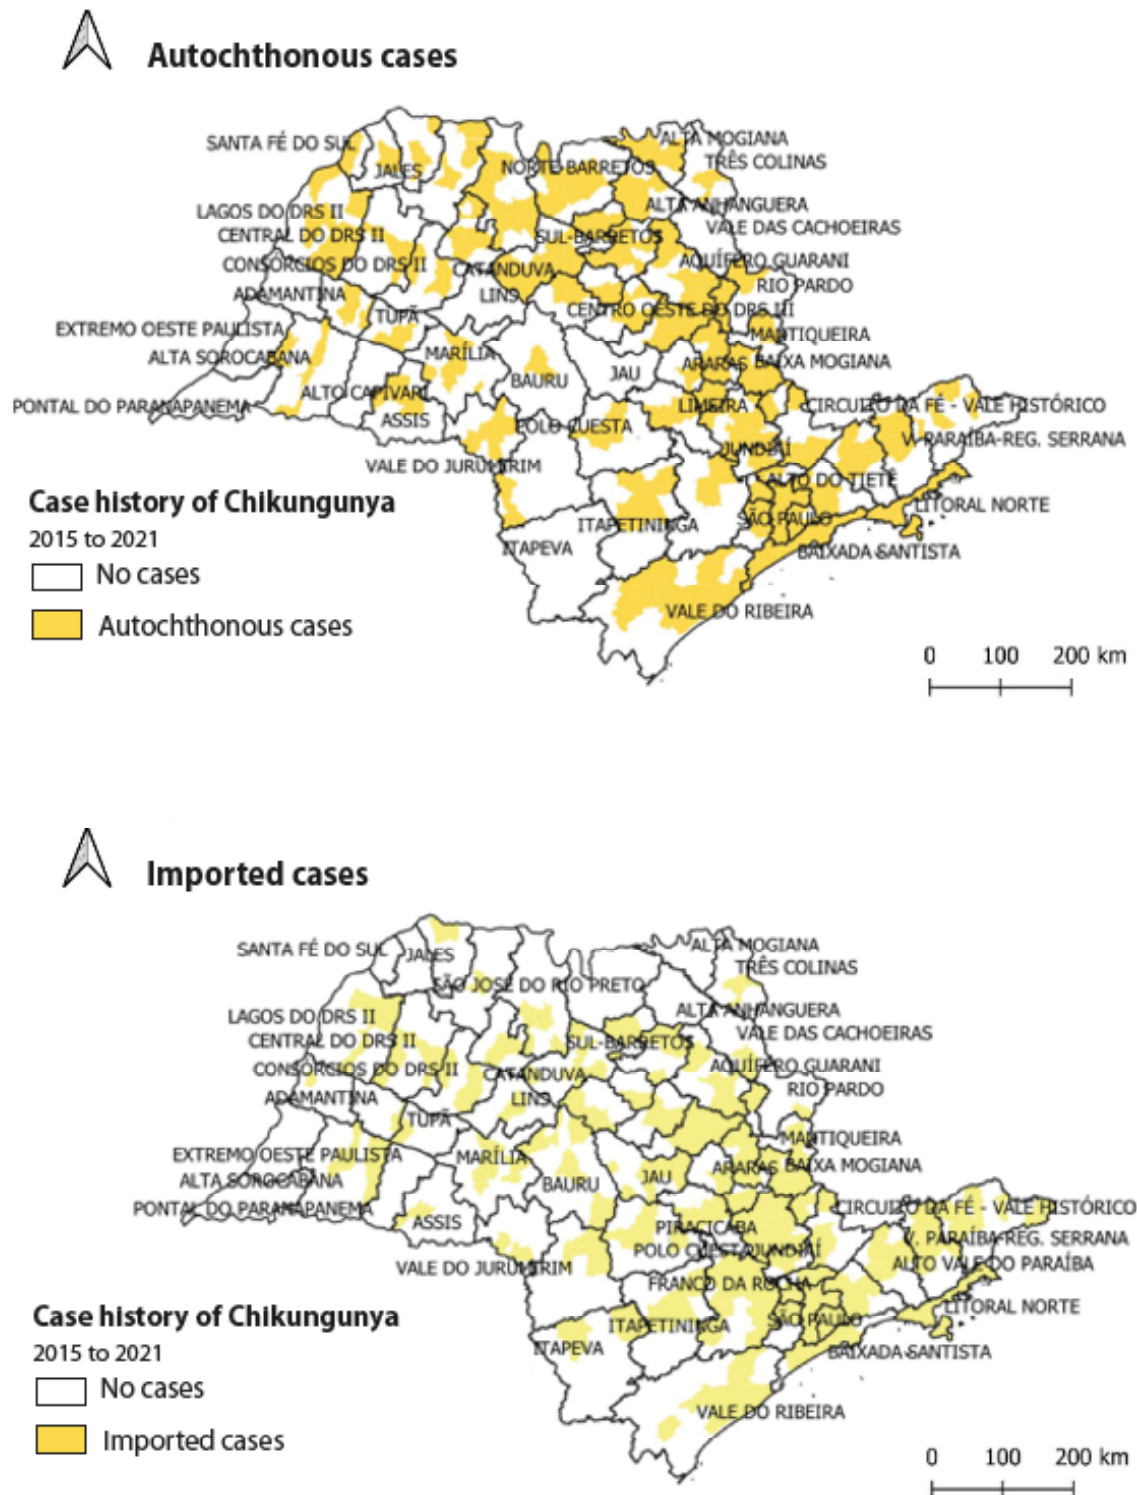 Autochthonous cases
ALTA MOGIANA
SANTA FÉ DO SUL
TRÊS COLINAS
JALES
NORTE-BARRETOS
ALTA ANHANGUERA
LAGOS DO DRS II
VALE DAS CACHOEIRAS
CENTRAL DO DRS II
SUL-BARRETOS
AQUÍFERO GUARANI
CONSÓRCIOS DO DRS II
CATANDUVA
RIO PARDO
ADAMANTINA
LINS
CENTRO OESTE DO DRS III
TUPÃ
EXTREMO OESTE PAULISTA
MANTIQUEIRA
ALTA SOROCABANA
MARÍLIA
ARARAS
BAIXA MOGIANA
BAURU
JAU
ALTO CAPIVARI
PONTAL DO PARANAPANEMA
LIMEIRA
CIRCUITO DA FÉ - VALE HISTÓRICO
ASSIS
POLO CUESTA
V. PARAÍBA-REG. SERRANA
JUNDIAÍ
VALE DO JURUMIRIM
ALTO DO TIETÊ
Case history of Chikungunya
LITORAL NORTE
ITAPETININGA
SÃO PAULO
2015 to 2021
ITAPEVA
BAIXADA SANTISTA
No cases
VALE DO RIBEIRA
Autochthonous cases
0 100 200 km
Imported cases
ALTA MOGIANA
SANTA FÉ DO SUL
JALES
TRÊS COLINAS
SÃO JOSÉ DO RIO PRETO
ALTA ANHANGUERA
LAGOS DO DRS II
VALE DAS CACHOEIRAS
CENTRAL DO DRS II
SUL-BARRETOS
AQUÍFERO GUARANI
CONSÓRCIOS DO DRS II
CATANDUVA
RIO PARDO
ADAMANTINA
LINS
TUPÃ
MANTIQUEIRA
EXTREMO OESTE PAULISTA
MARÍLIA
ARARAS
BAIXA MOGIANA
ALTA SOROCABANA
BAURU
JAU
PONTAL DO PARANAPANEMA
CIRCUITO DA FÉ - VALE HISTÓRICO
ASSIS
PIRACICABA
V. PARAÍBA-REG. SERRANA
POLO CUESTA
JUNDIAÍ
ALTO VALE DO PARAÍBA
VALE DO JURUMIRIM
FRANCO DA ROCHA
Case history of Chikungunya
LITORAL NORTE
ITAPETININGA
SÃO PAULO
2015 to 2021
ITAPEVA
BAIXADA SANTISTA
No cases
VALE DO RIBEIRA
Imported cases
0 100 200 km